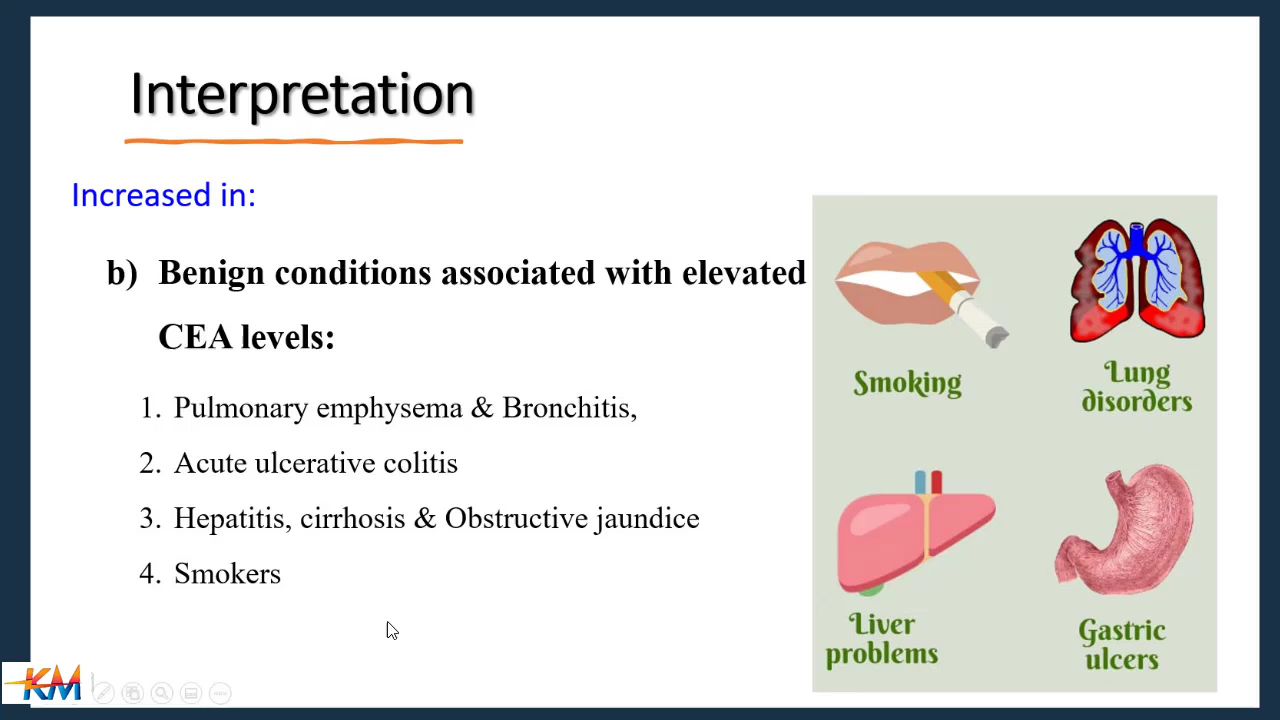 Interpretation
Increased in:
b) Benign conditions associated with elevated
CEA levels:
1. Pulmonary emphysema & Bronchitis,
2. Acute ulcerative colitis
3. Hepatitis, cirrhosis & Obstructive jaundice
4. Smokers
Smoking
Lung
disorders
Liver
problems
Gastric
ulcers
KM